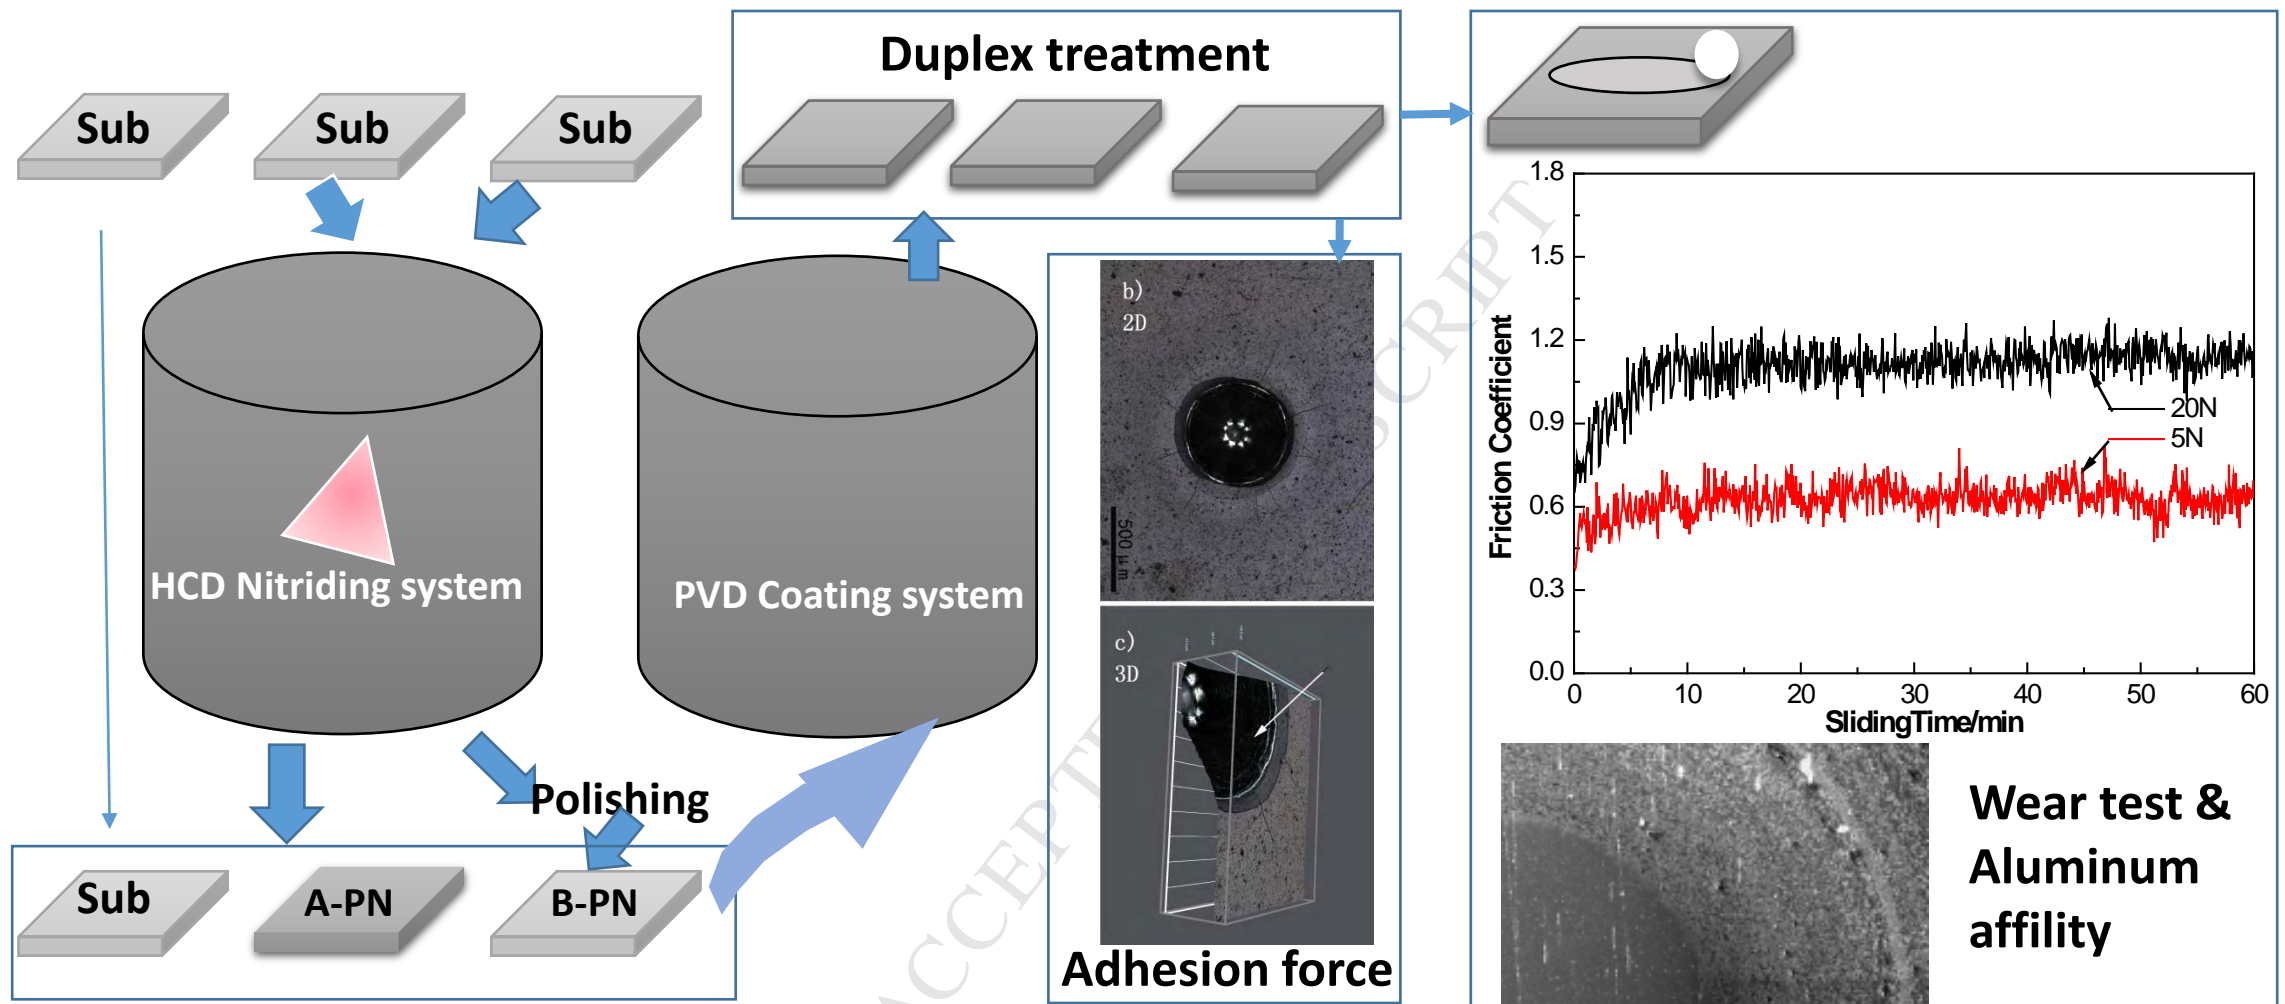 Sub
Sub
Sub
HCD Nitriding system
PVD Coating system
Polishing
Sub
A-PN
B-PN
Duplex treatment
b)
2D
500 μm
c)
3D
Adhesion force
1.8
1.5
1.2
0.9
0.6
0.3
0.0
Friction Coefficient
20N
5N
0 10 20 30 40 50 60
SlidingTime/min
Wear test &
Aluminum
affility